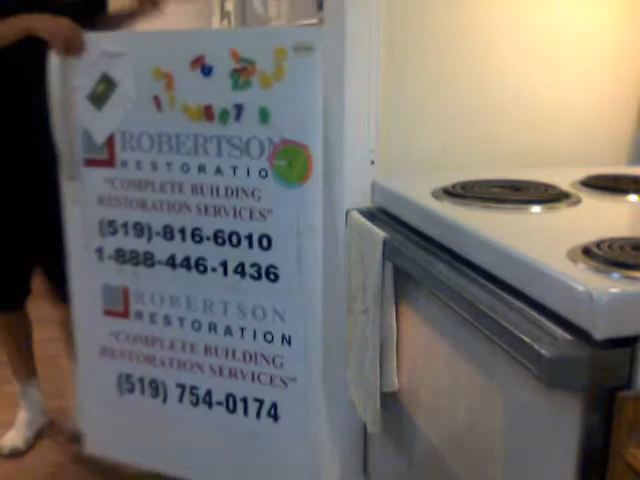 ROBERTSON
RESTORATIO
"COMPLETE BUILDING
RESTORATION SERVICES"
(519)-816-6010
1-888-446-1436
ROBERTSON
RESTORATION
"COMPLETE BUILDING
RESTORATION SERVICES"
(519) 754-0174